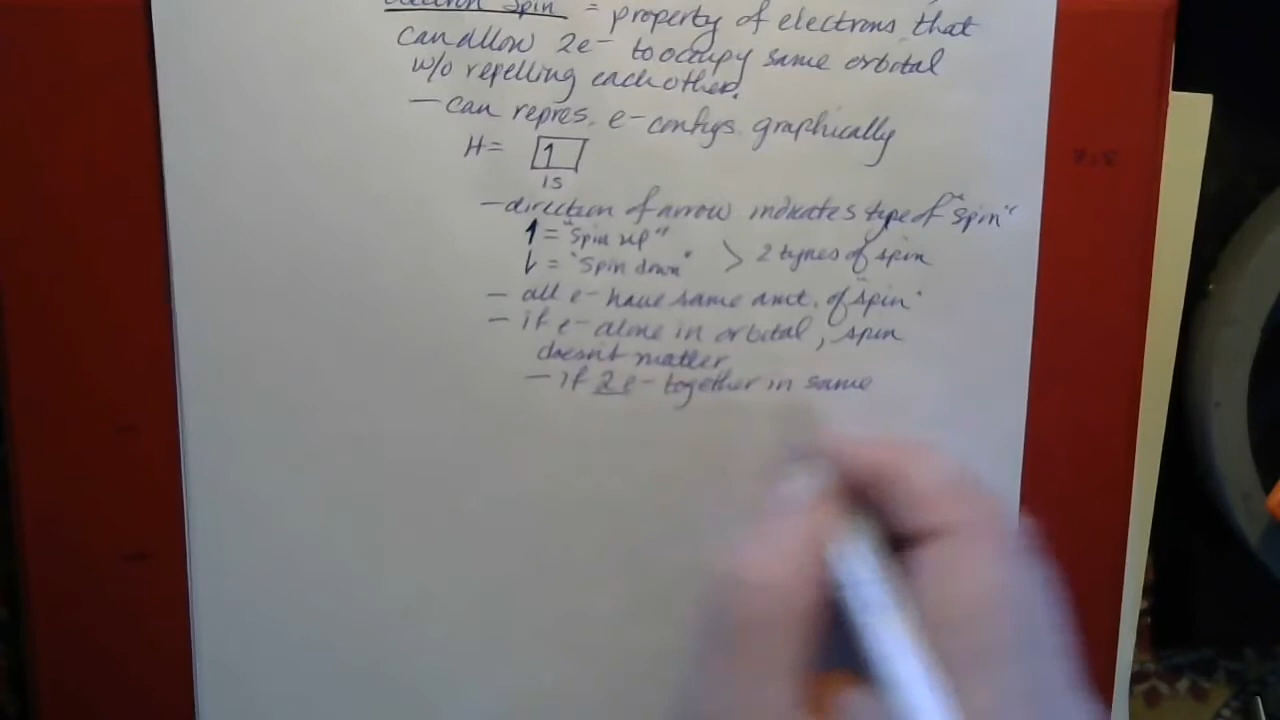 electron spin = property of electrons that
can allow 2e- to occupy same orbital
w/o repelling each other.
- can repres. e- configs. graphically
H= 1
1s
- direction of arrow indicates type of "spin"
↿ = "spin up"
⇂ = "spin down" > 2 types of spin
- all e- have same amt. of "spin"
- if e- alone in orbital, spin
doesn't matter
- if 2e- together in same